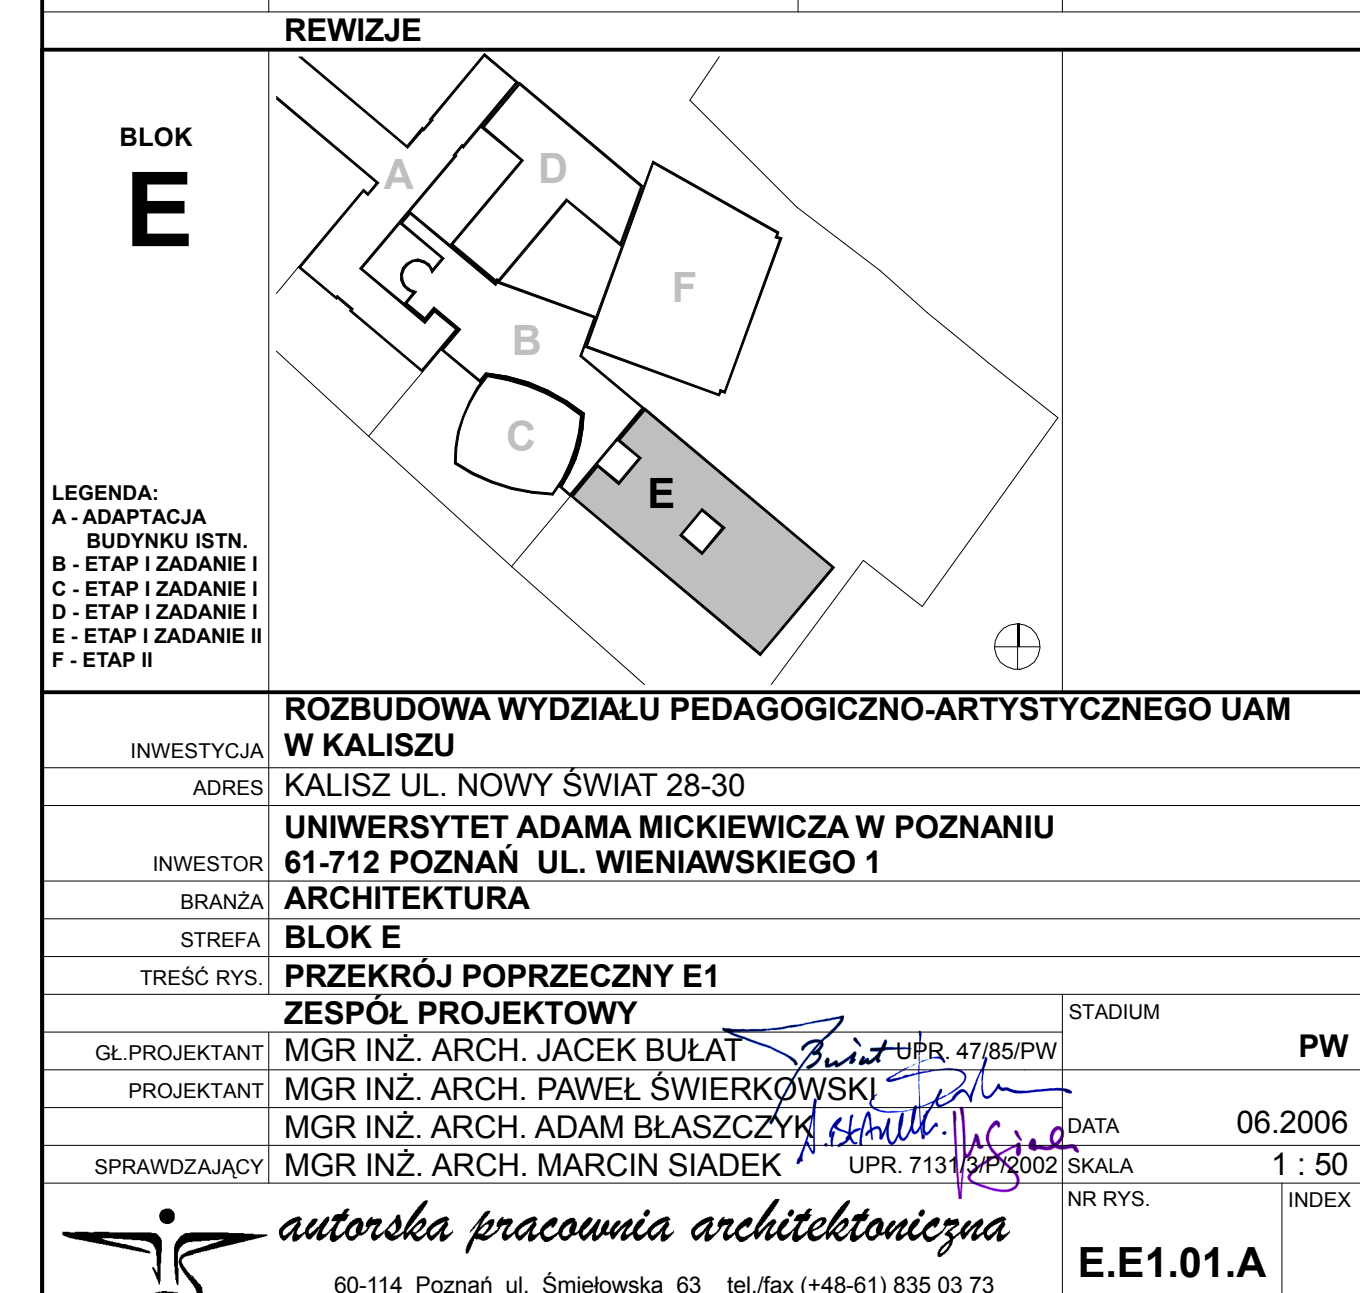 REWIZJE
BLOK
E
A
D
F
B
C
E
LEGENDA:
A - ADAPTACJA
BUDYNKU ISTN.
B - ETAP I ZADANIE I
C - ETAP I ZADANIE I
D - ETAP I ZADANIE I
E - ETAP I ZADANIE II
F - ETAP II
INWESTYCJA ROZBUDOWA WYDZIAŁU PEDAGOGICZNO-ARTYSTYCZNEGO UAM
W KALISZU
ADRES KALISZ UL. NOWY ŚWIAT 28-30
INWESTOR UNIWERSYTET ADAMA MICKIEWICZA W POZNANIU
61-712 POZNAŃ UL. WIENIAWSKIEGO 1
BRANŻA ARCHITEKTURA
STREFA BLOK E
TREŚĆ RYS. PRZEKRÓJ POPRZECZNY E1
ZESPÓŁ PROJEKTOWY
STADIUM
PW
GŁ.PROJEKTANT MGR INŻ. ARCH. JACEK BUŁAT UPR. 47/85/PW
PROJEKTANT MGR INŻ. ARCH. PAWEŁ ŚWIERKOWSKI
MGR INŻ. ARCH. ADAM BŁASZCZYK
DATA 06.2006
SPRAWDZAJĄCY MGR INŻ. ARCH. MARCIN SIADEK UPR. 7131/3/P/2002
SKALA 1 : 50
NR RYS.
INDEX
E.E1.01.A
autorska pracownia architektoniczna
60-114 Poznań ul. Śmiełowska 63 tel./fax (+48-61) 835 03 73